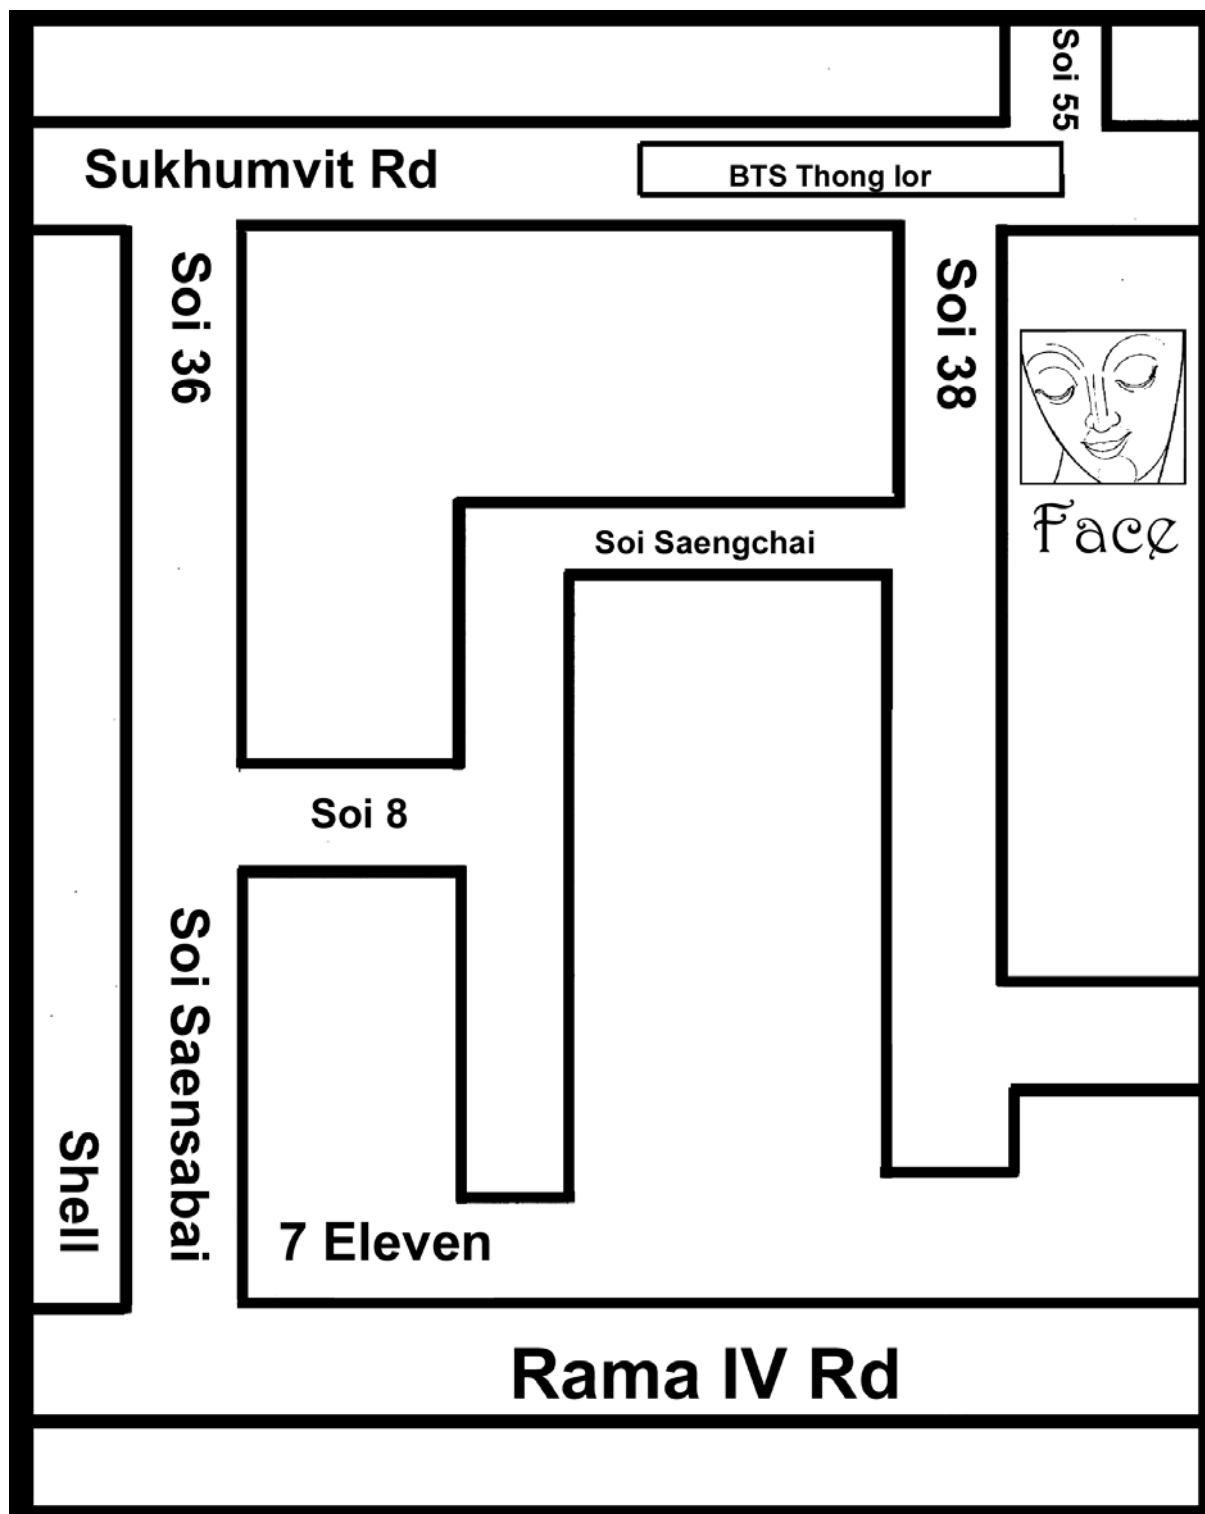 Soi 55
Sukhumvit Rd
BTS Thong lor
Soi 36
Soi 38
Face
Soi Saengchai
Soi 8
Soi Saensabai
Shell
7 Eleven
Rama IV Rd